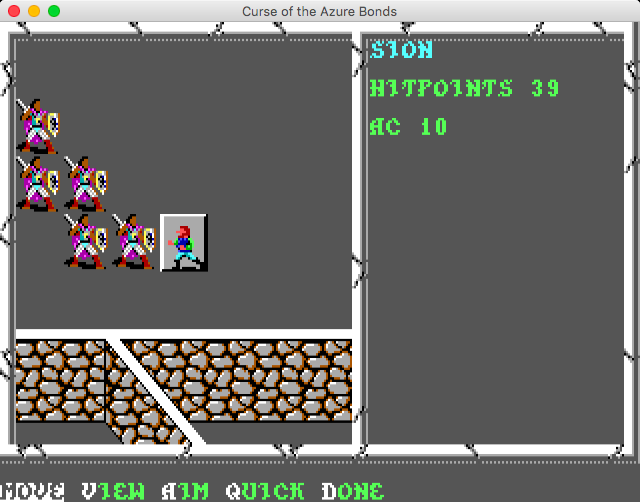 Curse of the Azure Bonds
SION
HITPOINTS 39
AC 10
MOVE VIEW AIM QUICK DONE